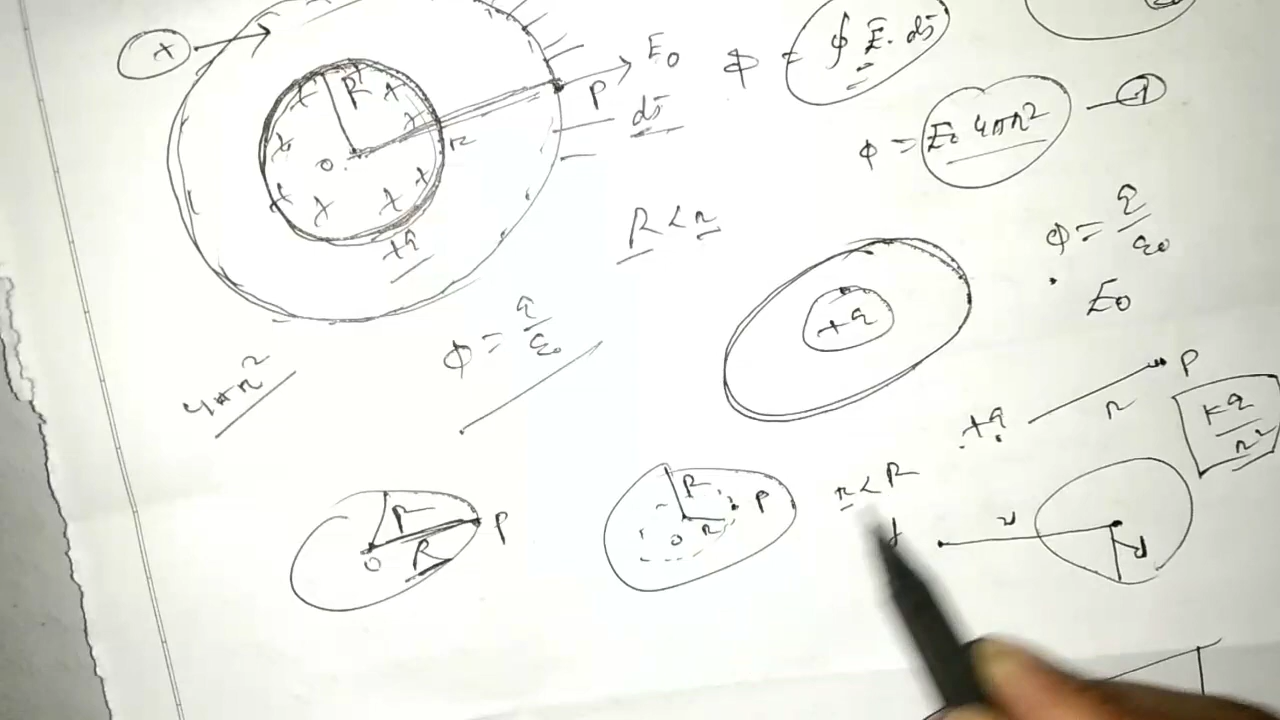 R
E₀
P
ds
r
O
+q
R < r
4πr²
ϕ = q/ε₀
ϕ = ∮ E. ds
ϕ = E₀ 4πr² — 1
ϕ = q/ε₀
E₀
+q
+q r P
Kq/r²
O R R P
O R r P
r < R
r R